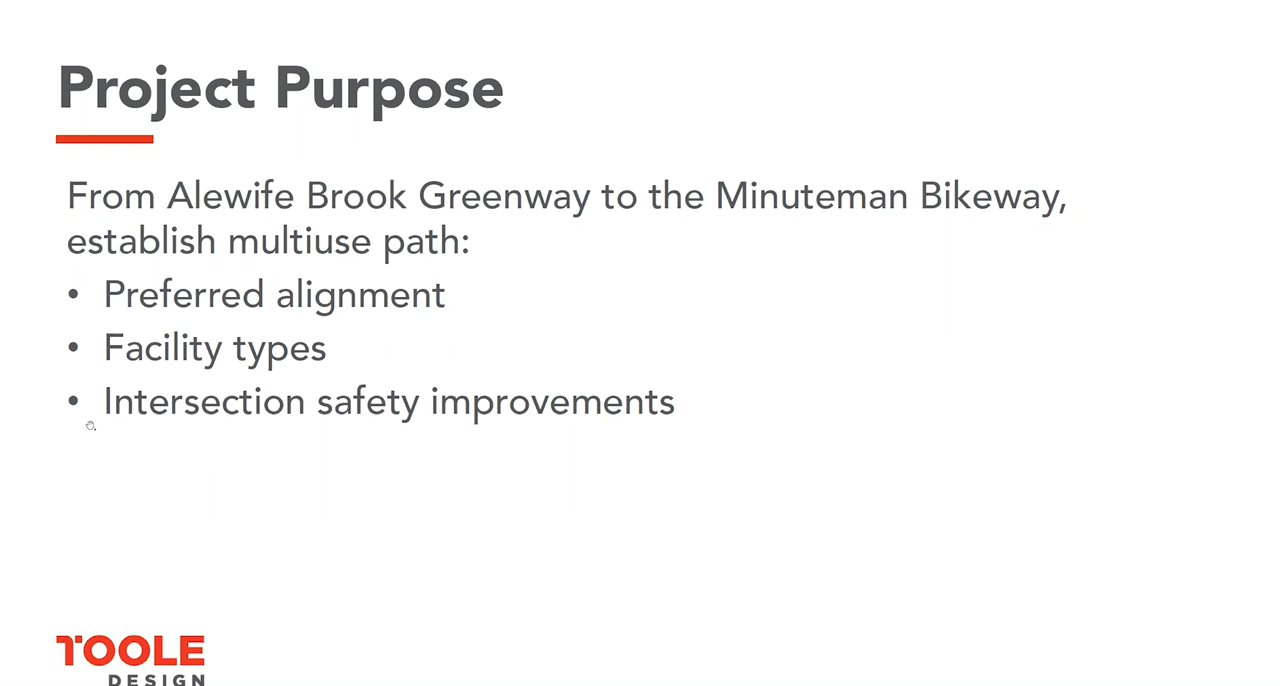 Project Purpose
From Alewife Brook Greenway to the Minuteman Bikeway,
establish multiuse path:
• Preferred alignment
• Facility types
• Intersection safety improvements
TOOLE
DESIGN